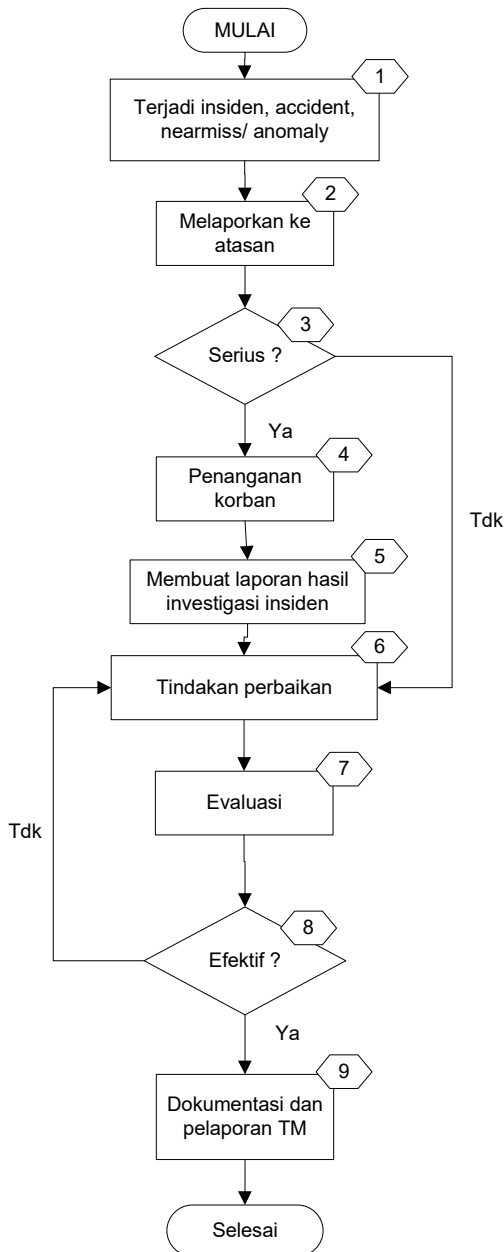 MULAI
1
Terjadi insiden, accident,
nearmiss/ anomaly
2
Melaporkan ke
atasan
3
Serius ?
Ya
Tdk
4
Penanganan
korban
5
Membuat laporan hasil
investigasi insiden
6
Tindakan perbaikan
7
Evaluasi
Tdk
8
Efektif ?
Ya
9
Dokumentasi dan
pelaporan TM
Selesai